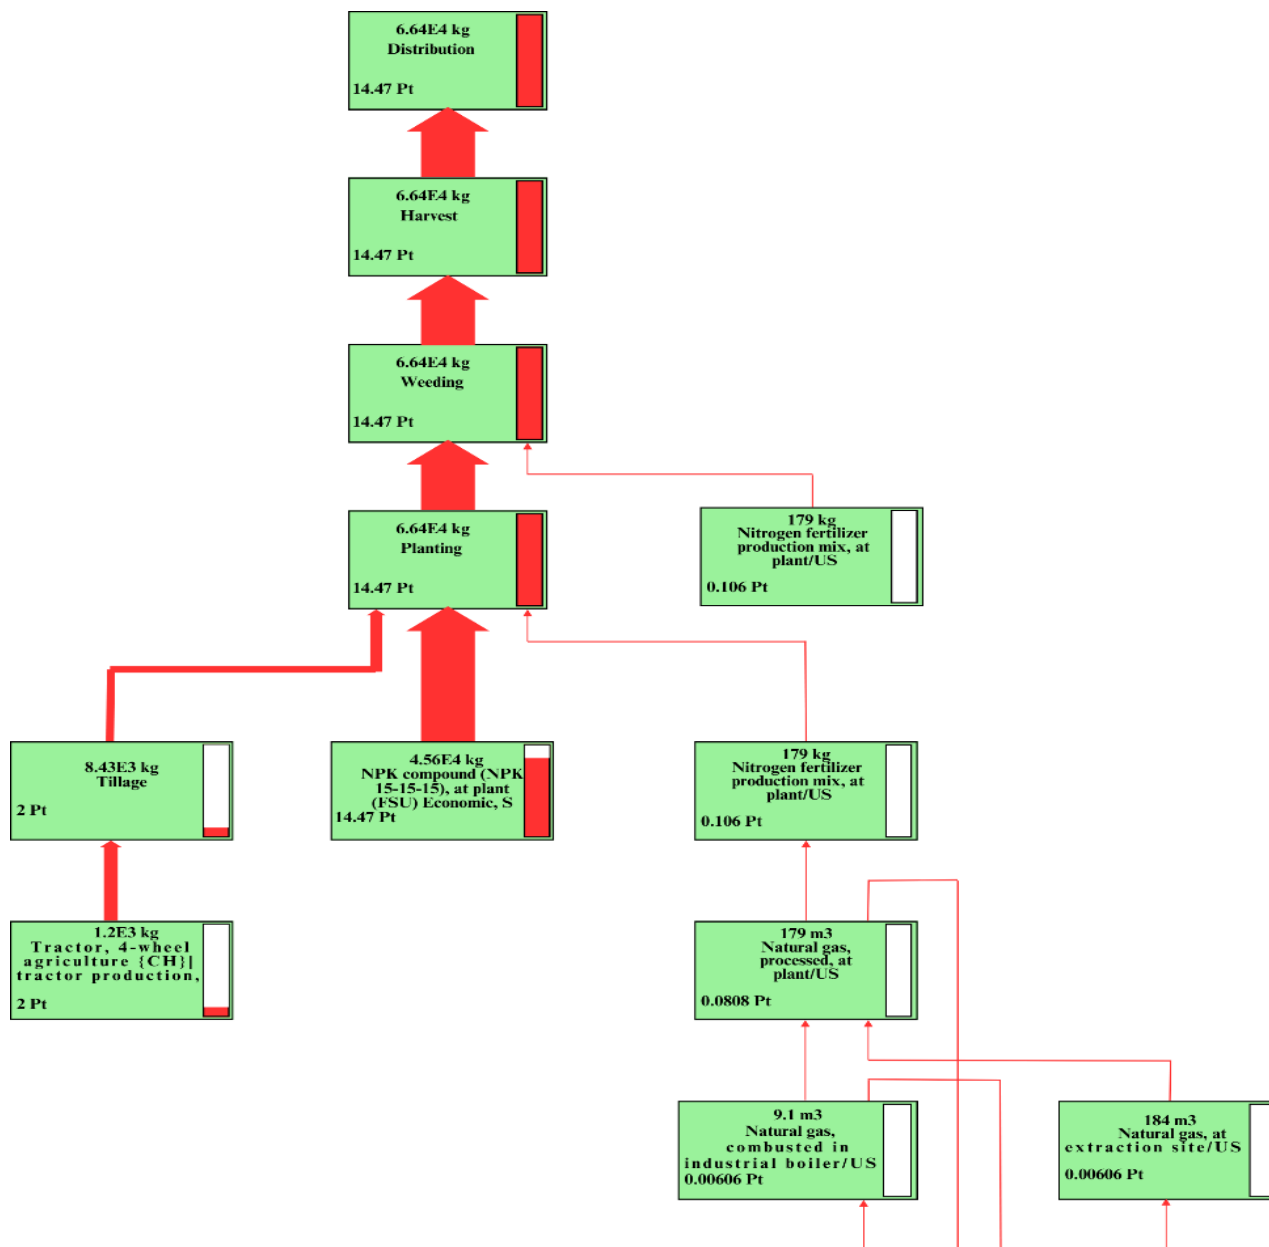 6.64E4 kg
Distribution
14.47 Pt
6.64E4 kg
Harvest
14.47 Pt
6.64E4 kg
Weeding
14.47 Pt
6.64E4 kg
Planting
14.47 Pt
179 kg
Nitrogen fertilizer
production mix, at
plant/US
0.106 Pt
8.43E3 kg
Tillage
2 Pt
4.56E4 kg
NPK compound (NPK
15-15-15), at plant
(FSU) Economic, S
14.47 Pt
179 kg
Nitrogen fertilizer
production mix, at
plant/US
0.106 Pt
1.2E3 kg
Tractor, 4-wheel
agriculture {CH}|
tractor production,
2 Pt
179 m3
Natural gas,
processed, at
plant/US
0.0808 Pt
9.1 m3
Natural gas,
combusted in
industrial boiler/US
0.00606 Pt
184 m3
Natural gas, at
extraction site/US
0.00606 Pt